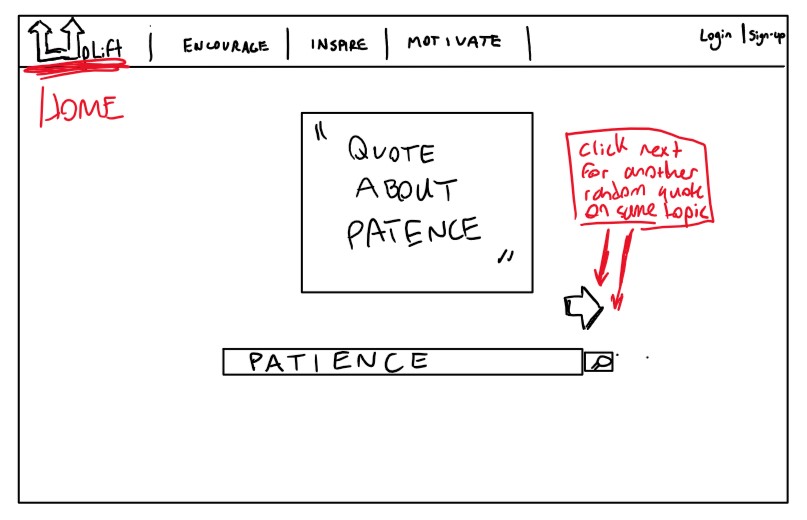 UpLift | ENCOURAGE | INSPIRE | MOTIVATE |
Login | Sign-up
HOME
"
QUOTE
ABOUT
PATENCE
"
click next
for another
random quote
on same topic
PATIENCE